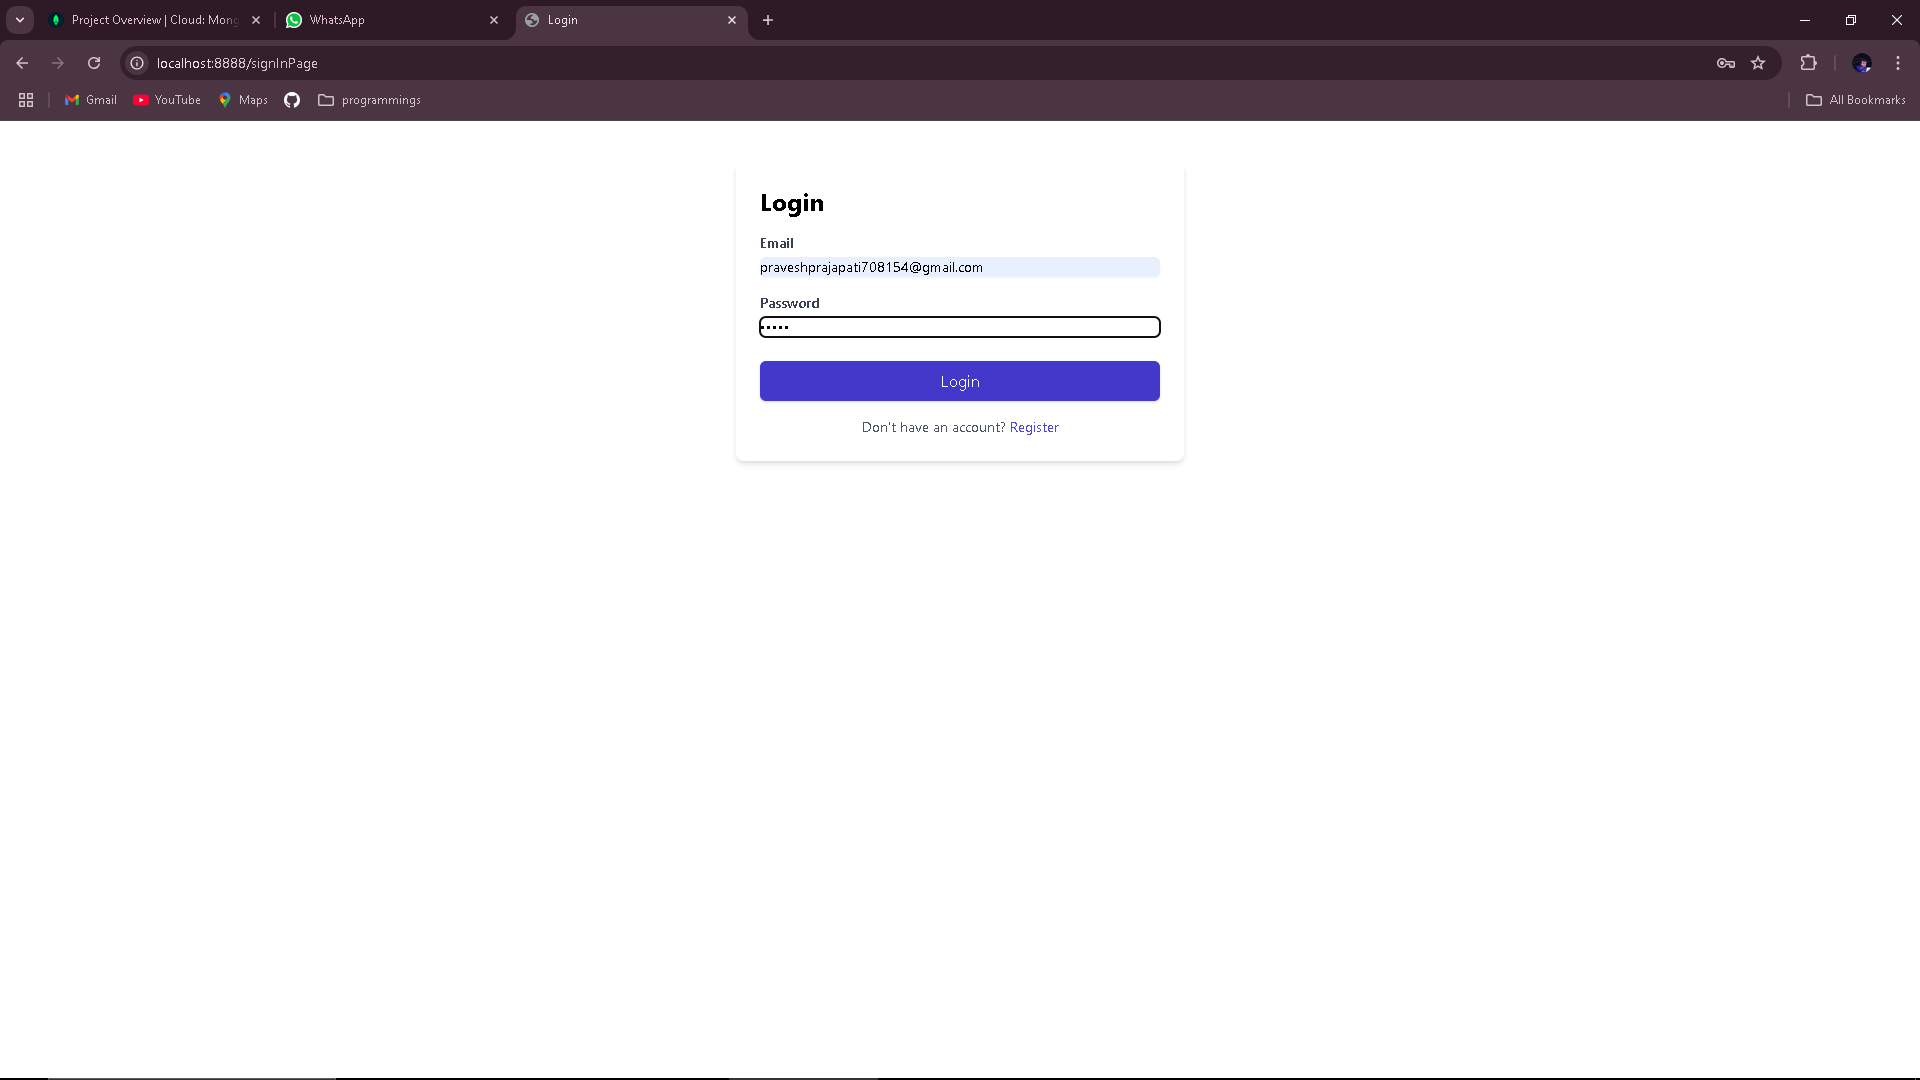 Project Overview | Cloud: Mong
WhatsApp
Login
localhost:8888/signInPage
Gmail
YouTube
Maps
programmings
All Bookmarks
Login
Email
praveshprajapati708154@gmail.com
Password
Login
Don't have an account? Register